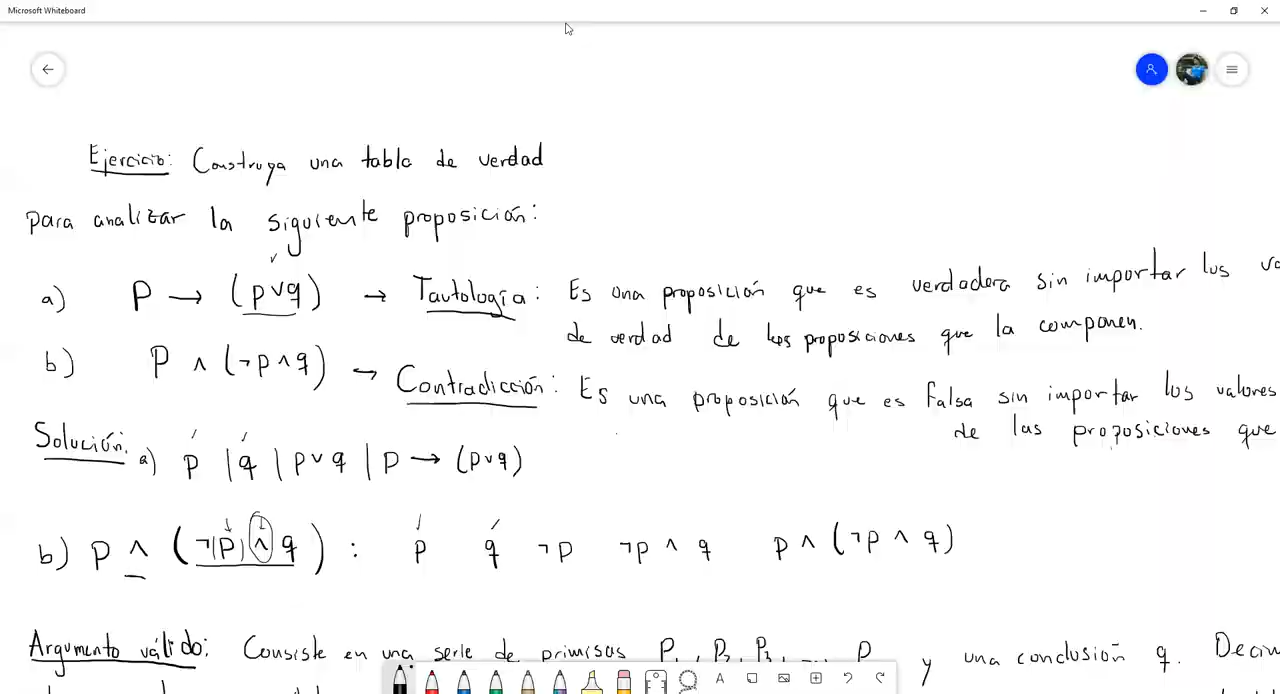 Microsoft Whiteboard
Ejercicio: Construya una tabla de verdad
para analizar la siguiente proposición:
a) P → (p ∨ q) → Tautología: Es una proposición que es verdadera sin importar los va
de verdad de las proposiciones que la componen.
b) P ∧ (¬p ∧ q) → Contradicción: Es una proposición que es falsa sin importar los valores
de las proposiciones que
Solución: a) p | q | p ∨ q | p → (p ∨ q)
b) p ∧ (¬(p) ∧ q) : p q ¬p ¬p ∧ q p ∧ (¬p ∧ q)
Argumento válido: Consiste en una serie de primisas P1, P2, P3, ..., P y una conclusión q. Decim